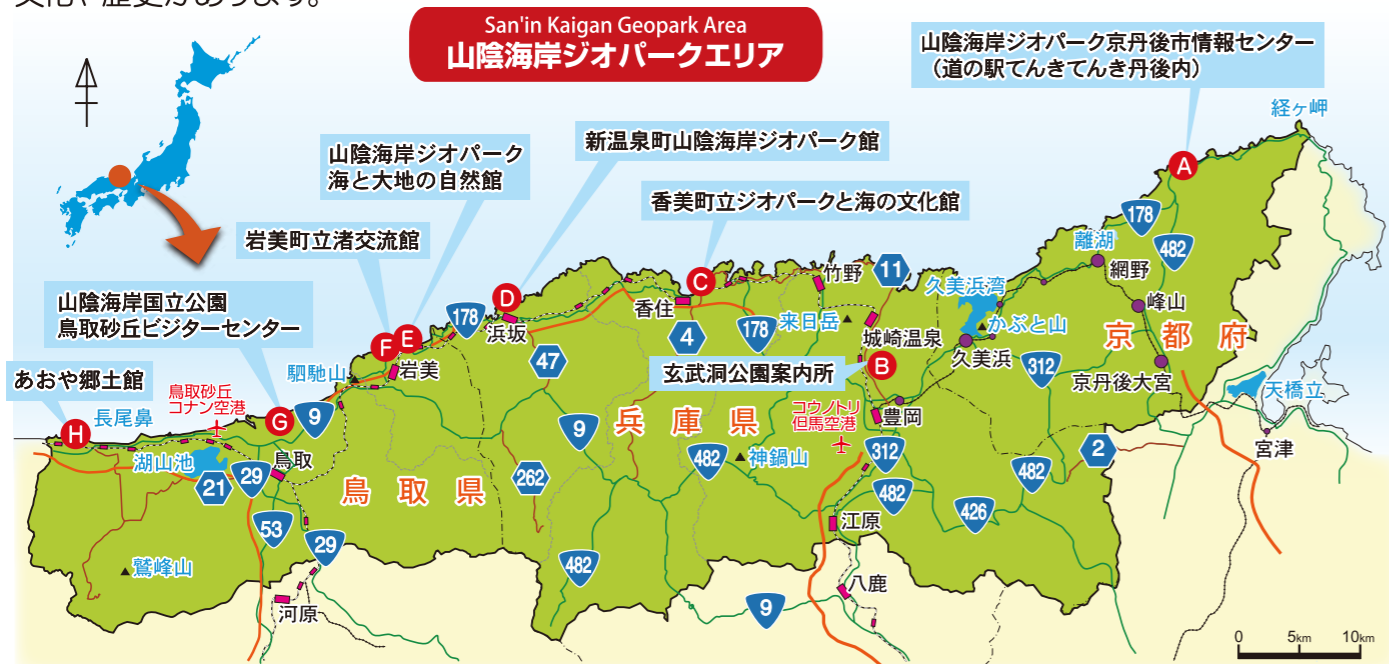 San'in Kaigan Geopark Area
山陰海岸ジオパークエリア
山陰海岸ジオパーク京丹後市情報センター
（道の駅てんきてんき丹後内）
経ヶ岬
新温泉町山陰海岸ジオパーク館
山陰海岸ジオパーク
海と大地の自然館
A
香美町立ジオパークと海の文化館
178
岩美町立渚交流館
離湖
482
網野
竹野
11
C
久美浜湾
山陰海岸国立公園
鳥取砂丘ビジターセンター
D
香住
178
浜坂
4
178
来日岳
城崎温泉
かぶと山
峰山
京都府
F
E
岩美
47
玄武洞公園案内所
B
久美浜
312
京丹後大宮
あおや郷土館
駟馳山
鳥取砂丘
コナン空港
長尾鼻
H
G
9
兵庫県
コウノトリ
但馬空港
豊岡
天橋立
宮津
9
湖山池
鳥取
21
29
鳥取県
262
482
神鍋山
312
482
2
482
426
53
29
江原
鷲峰山
482
八鹿
河原
9
0
5km
10km